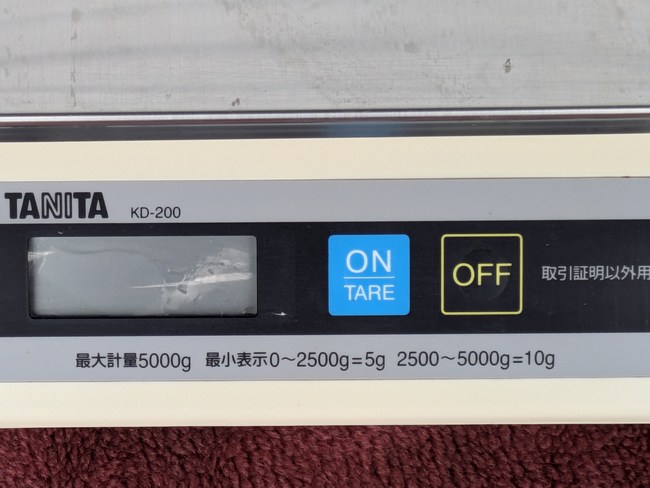 TANITA KD-200
ON
TARE
OFF
取引証明以外用
最大計量5000g 最小表示0～2500g=5g 2500～5000g=10g